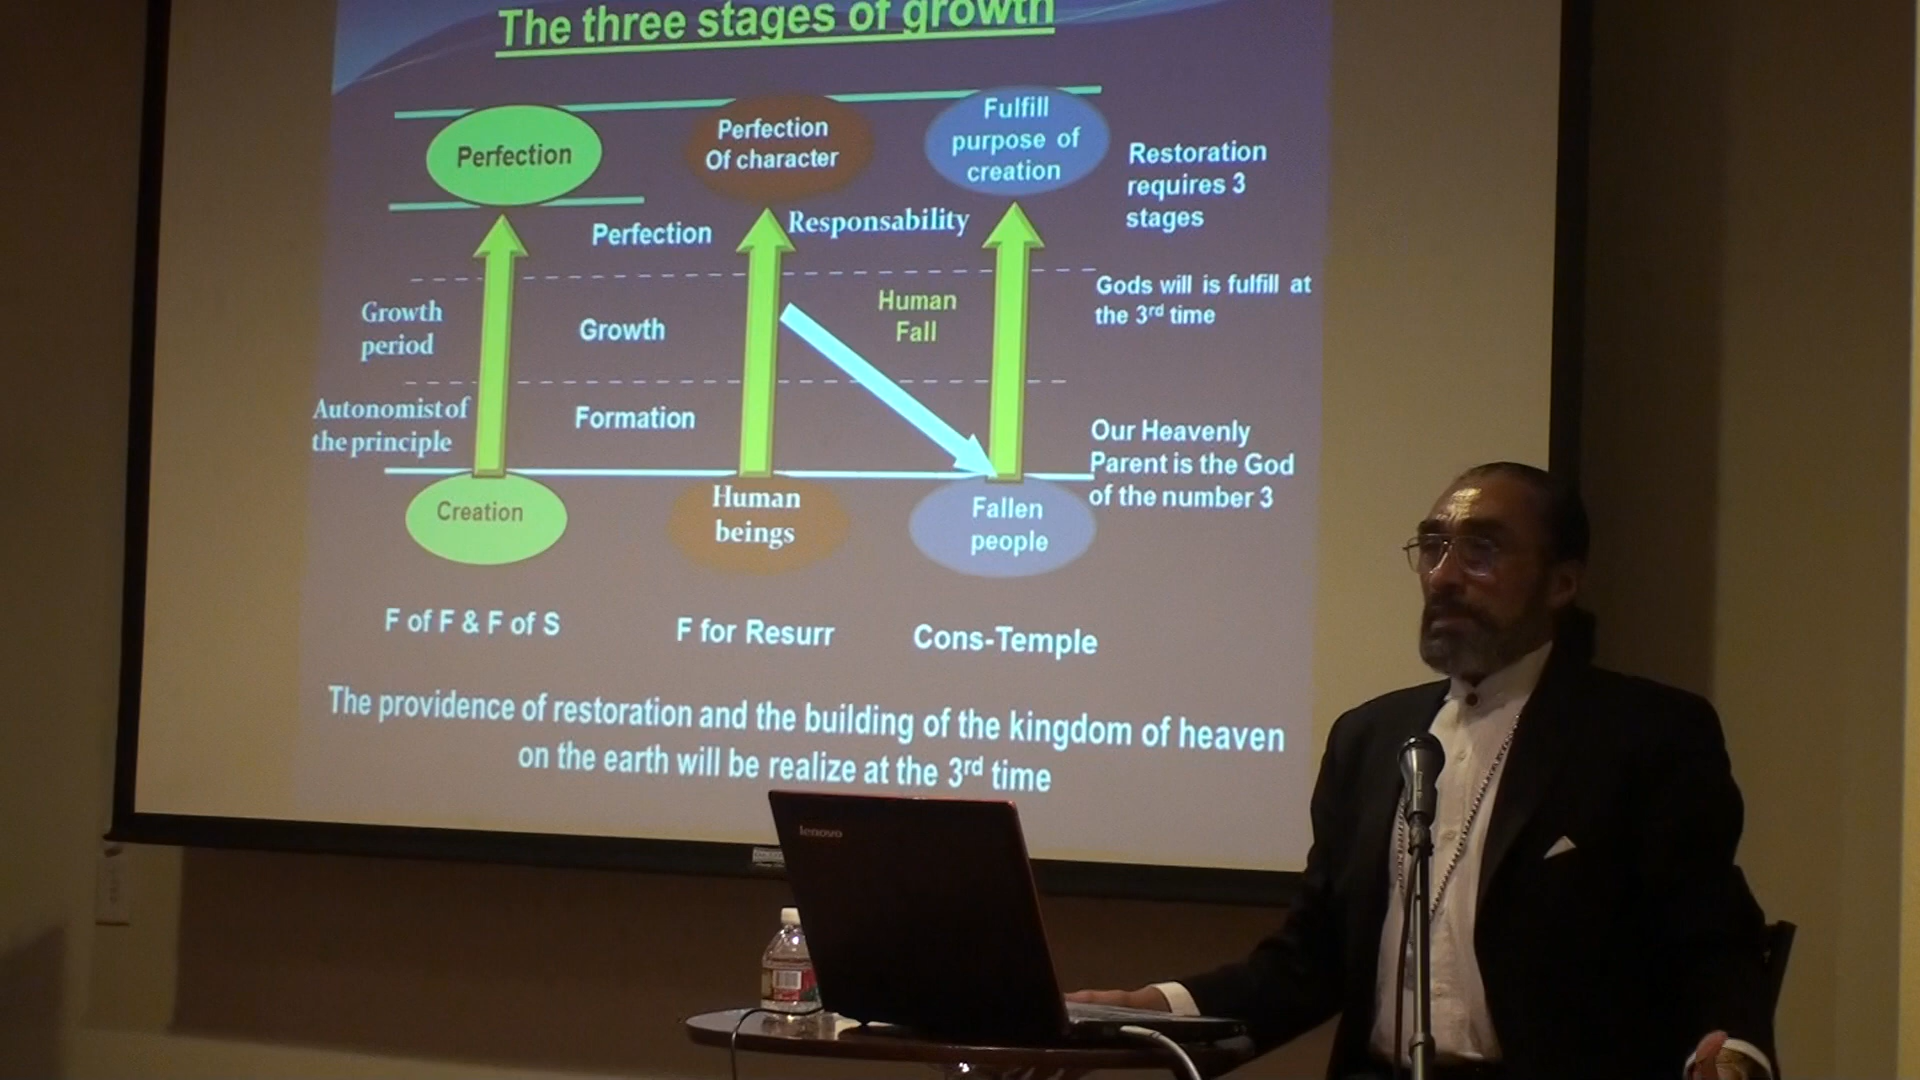 The three stages of growth
Perfection
Perfection
Of character
Fulfill
purpose of
creation
Restoration
requires 3
stages
Perfection
Responsability
Gods will is fulfill at
the 3rd time
Growth
period
Growth
Human
Fall
Autonomist of
the principle
Formation
Our Heavenly
Parent is the God
of the number 3
Creation
Human
beings
Fallen
people
F of F & F of S
F for Resurr
Cons-Temple
The providence of restoration and the building of the kingdom of heaven
on the earth will be realize at the 3rd time
lenovo